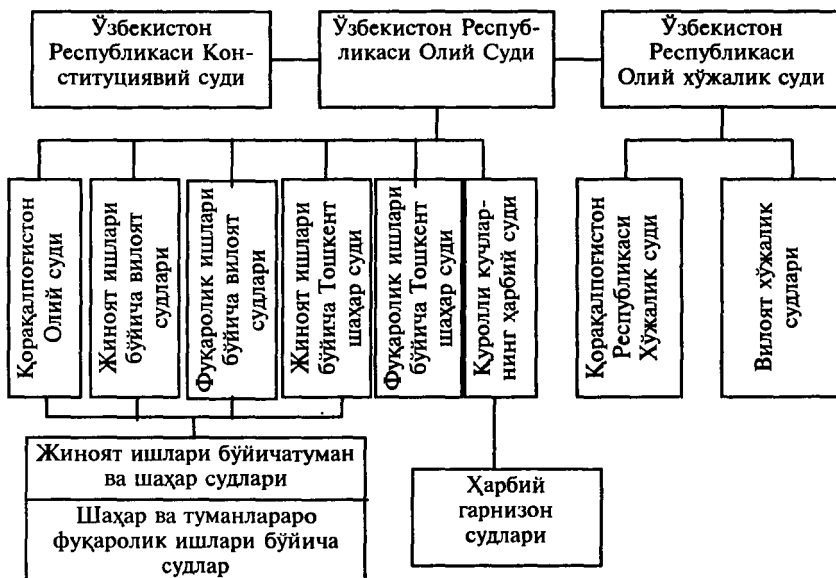 Ўзбекистон
Республикаси Кон-
ституциявий суди
Ўзбекистон Респуб-
ликаси Олий Суди
Ўзбекистон
Республикаси
Олий хўжалик суди
Қорақалпоғистон
Олий суди
Жиноят ишлари
бўйича вилоят
судлари
Фуқаролик ишлари
бўйича вилоят
судлари
Жиноят ишлари
бўйича Тошкент
шаҳар суди
Фуқаролик ишлари
бўйича Тошкент
шаҳар суди
Қуролли кучлар-
нинг ҳарбий суди
Қорақалпоғистон
Республикаси
Хўжалик суди
Вилоят хўжалик
судлари
Жиноят ишлари бўйичатуман
ва шаҳар судлари
Шаҳар ва туманлараро
фуқаролик ишлари бўйича
судлар
Ҳарбий
гарнизон
судлари